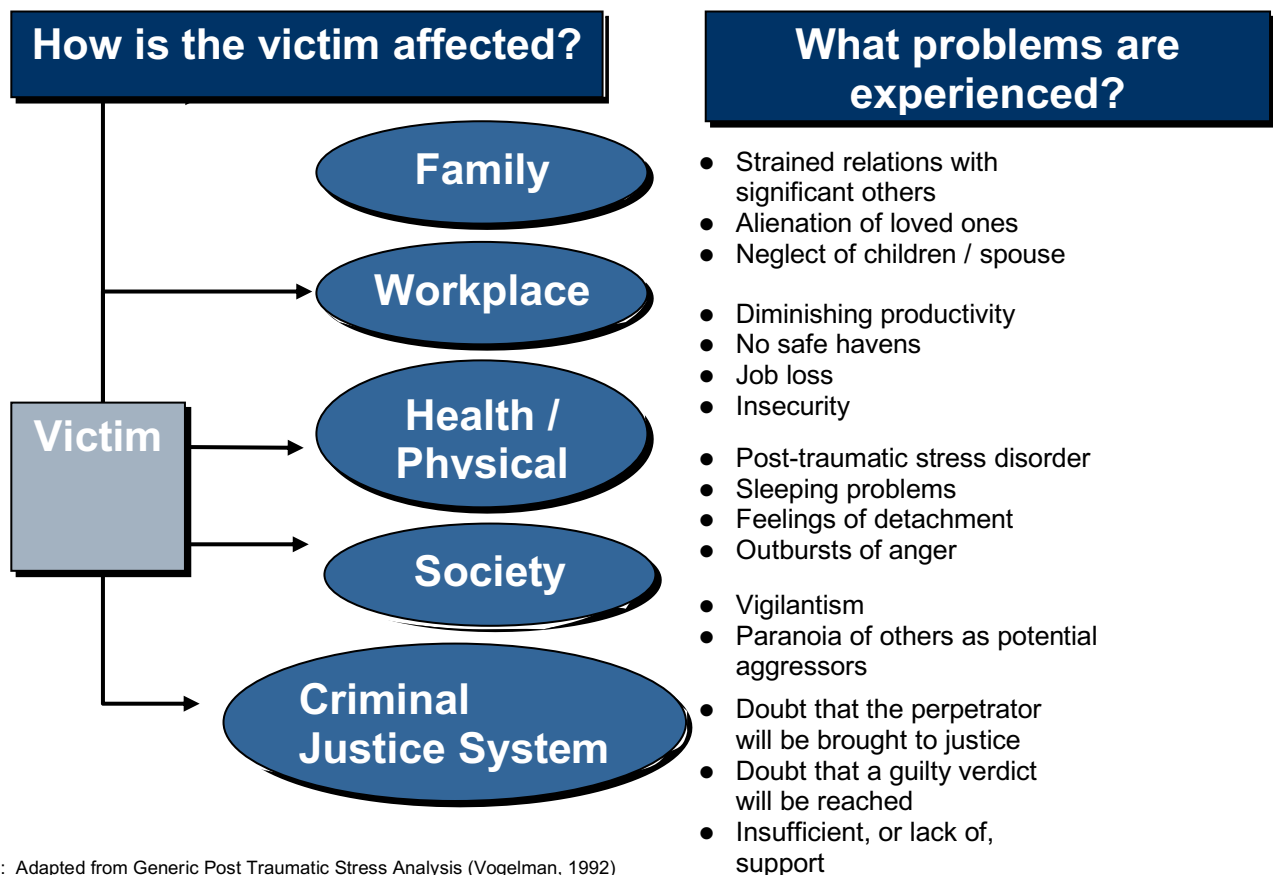 How is the victim affected?
What problems are
experienced?
Family
● Strained relations with
significant others
● Alienation of loved ones
● Neglect of children / spouse
Workplace
● Diminishing productivity
● No safe havens
● Job loss
● Insecurity
Victim
Health /
Physical
● Post-traumatic stress disorder
● Sleeping problems
● Feelings of detachment
● Outbursts of anger
Society
● Vigilantism
● Paranoia of others as potential
aggressors
Criminal
Justice System
● Doubt that the perpetrator
will be brought to justice
● Doubt that a guilty verdict
will be reached
● Insufficient, or lack of,
support
: Adapted from Generic Post Traumatic Stress Analysis (Vogelman, 1992)